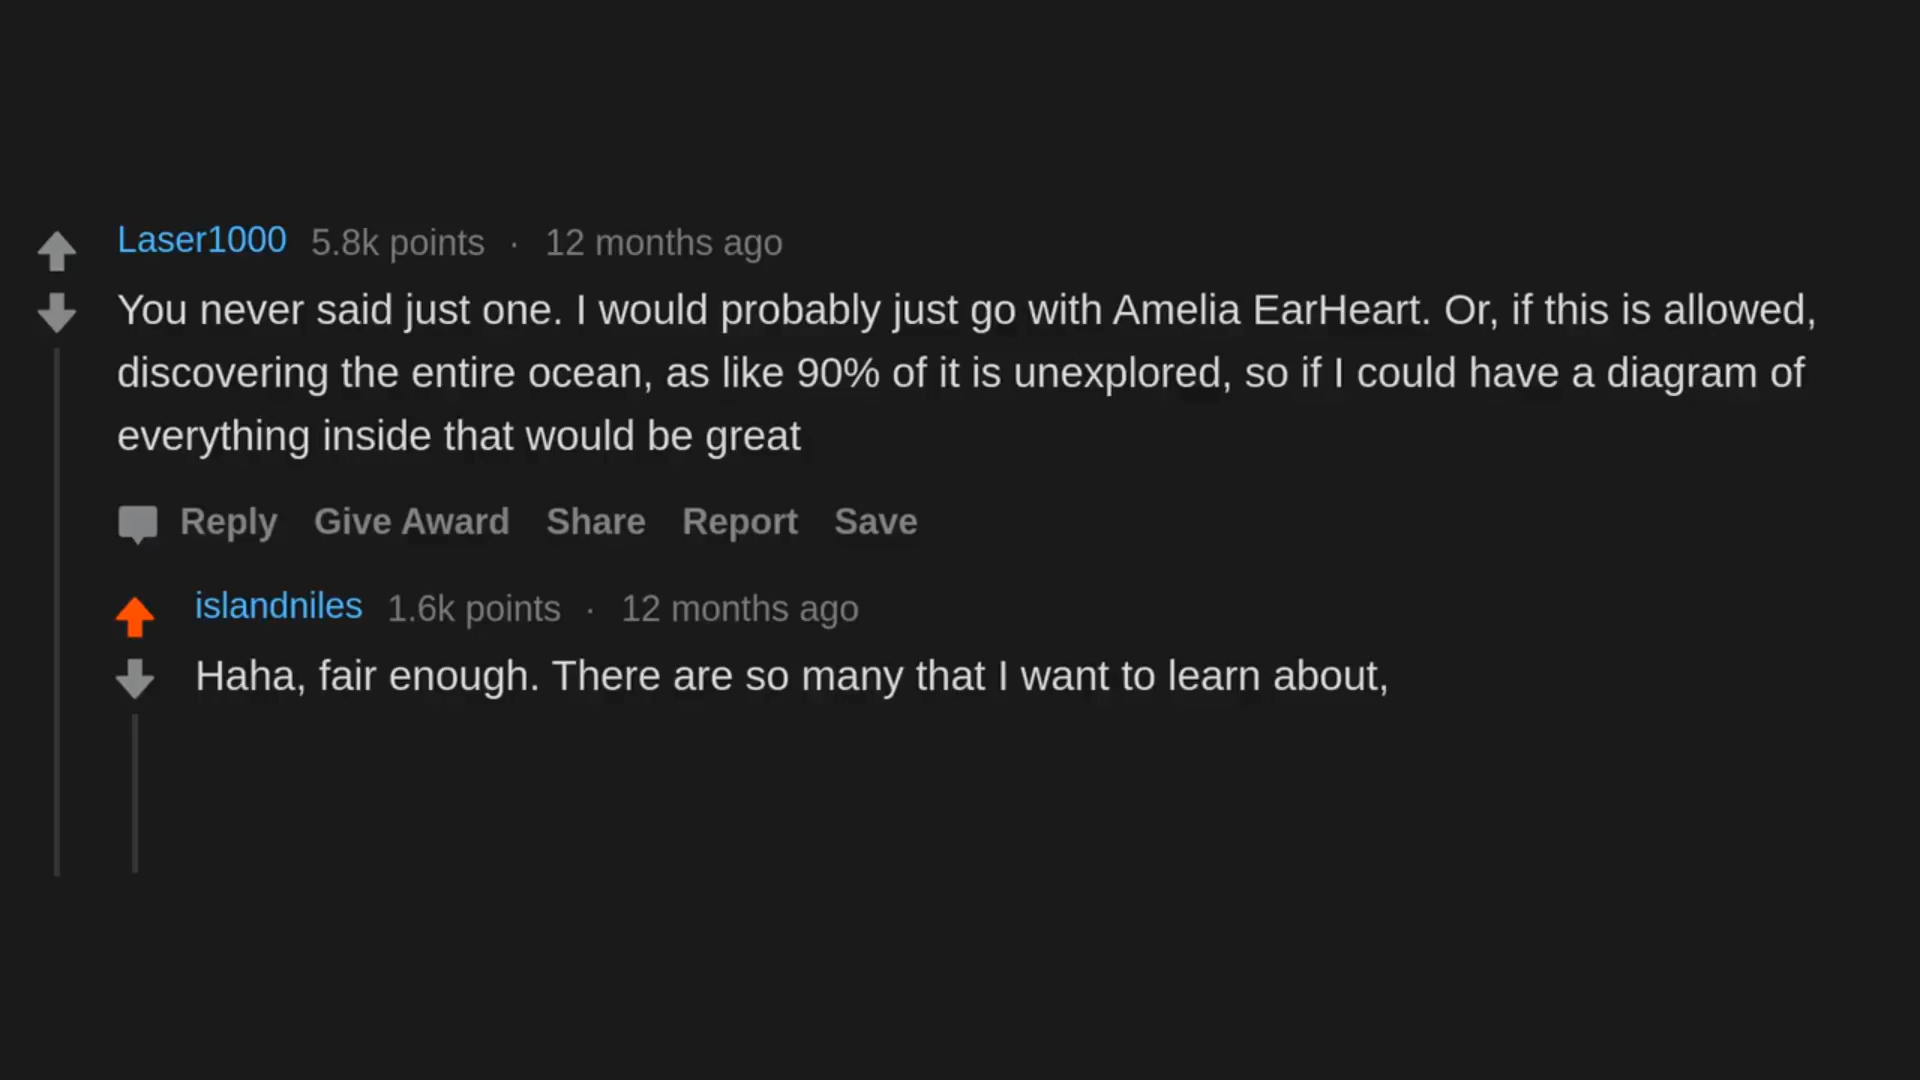 Laser1000 5.8k points · 12 months ago
You never said just one. I would probably just go with Amelia EarHeart. Or, if this is allowed,
discovering the entire ocean, as like 90% of it is unexplored, so if I could have a diagram of
everything inside that would be great
Reply Give Award Share Report Save
islandniles 1.6k points · 12 months ago
Haha, fair enough. There are so many that I want to learn about,